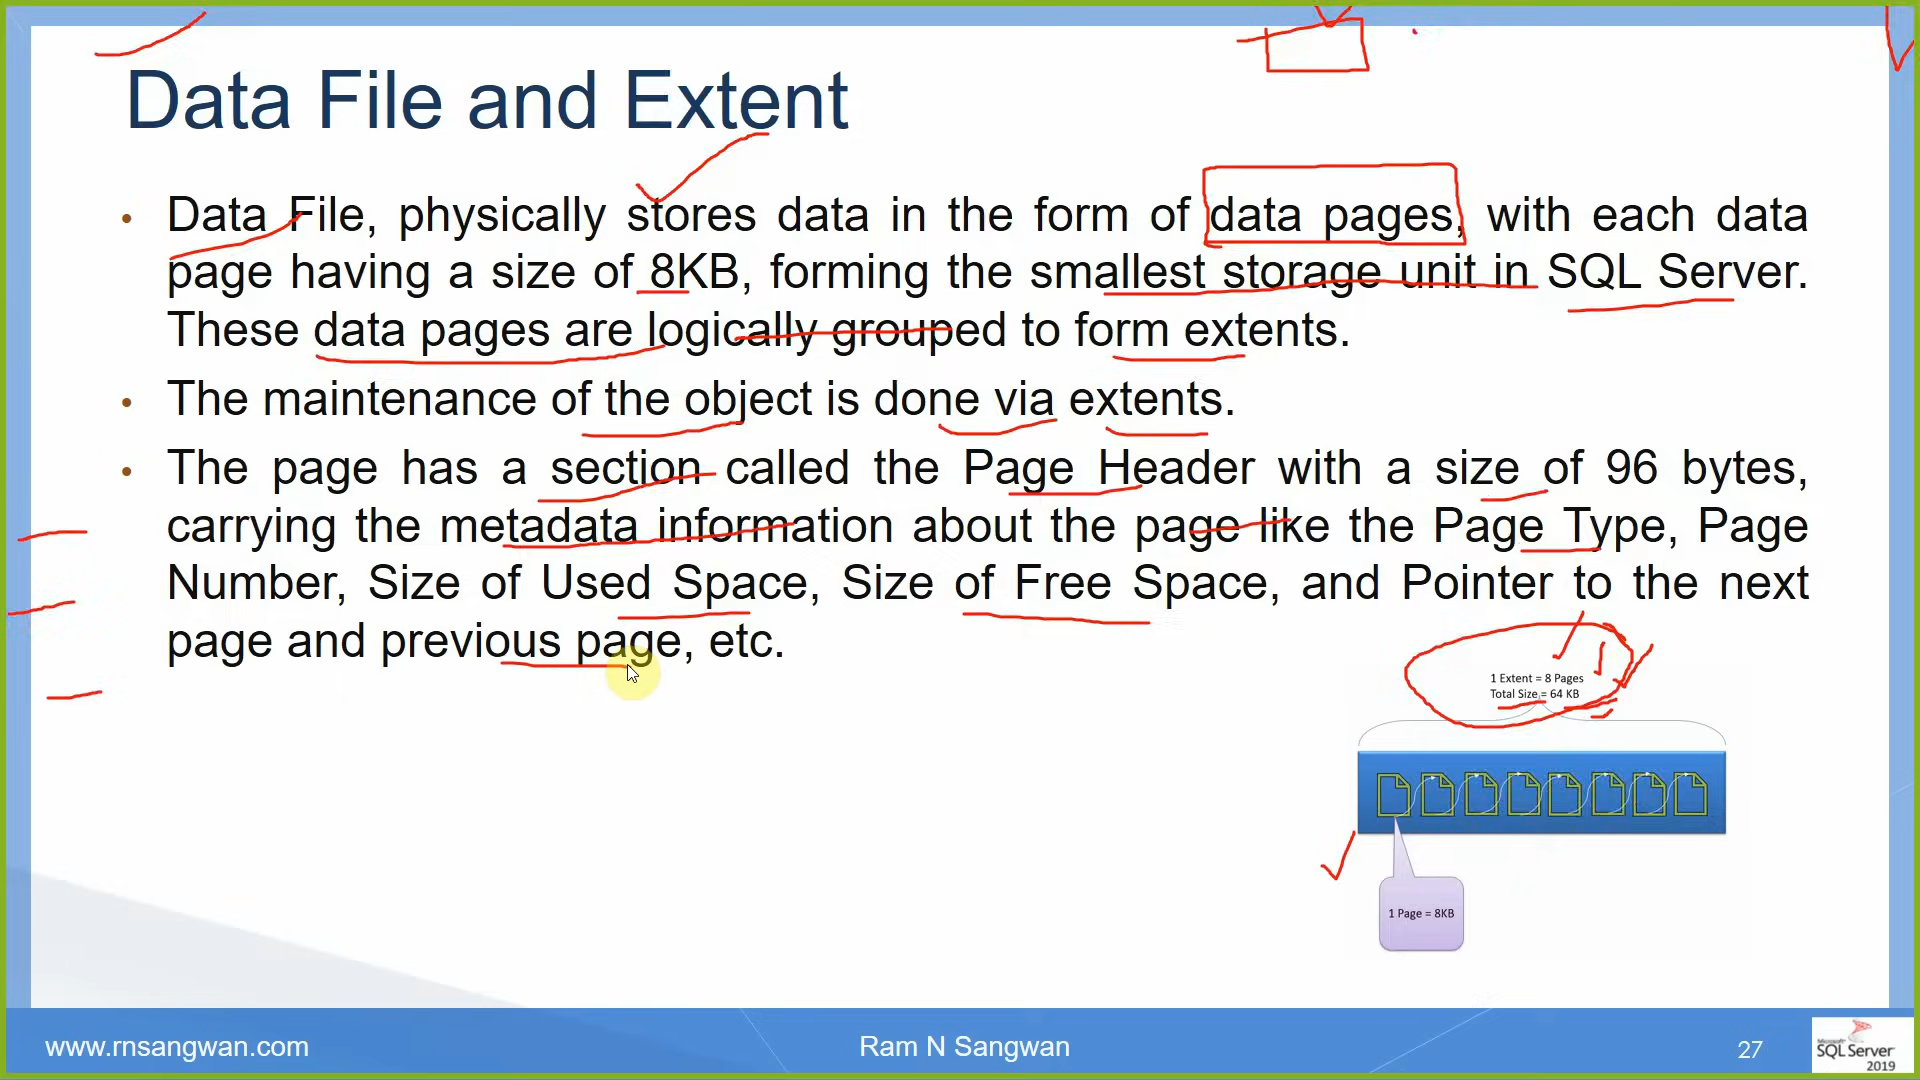 Data File and Extent
• Data File, physically stores data in the form of data pages, with each data
page having a size of 8KB, forming the smallest storage unit in SQL Server.
These data pages are logically grouped to form extents.
• The maintenance of the object is done via extents.
• The page has a section called the Page Header with a size of 96 bytes,
carrying the metadata information about the page like the Page Type, Page
Number, Size of Used Space, Size of Free Space, and Pointer to the next
page and previous page, etc.
1 Extent = 8 Pages
Total Size = 64 KB
1 Page = 8KB
www.rnsangwan.com
Ram N Sangwan
27
Microsoft
SQL Server
2019